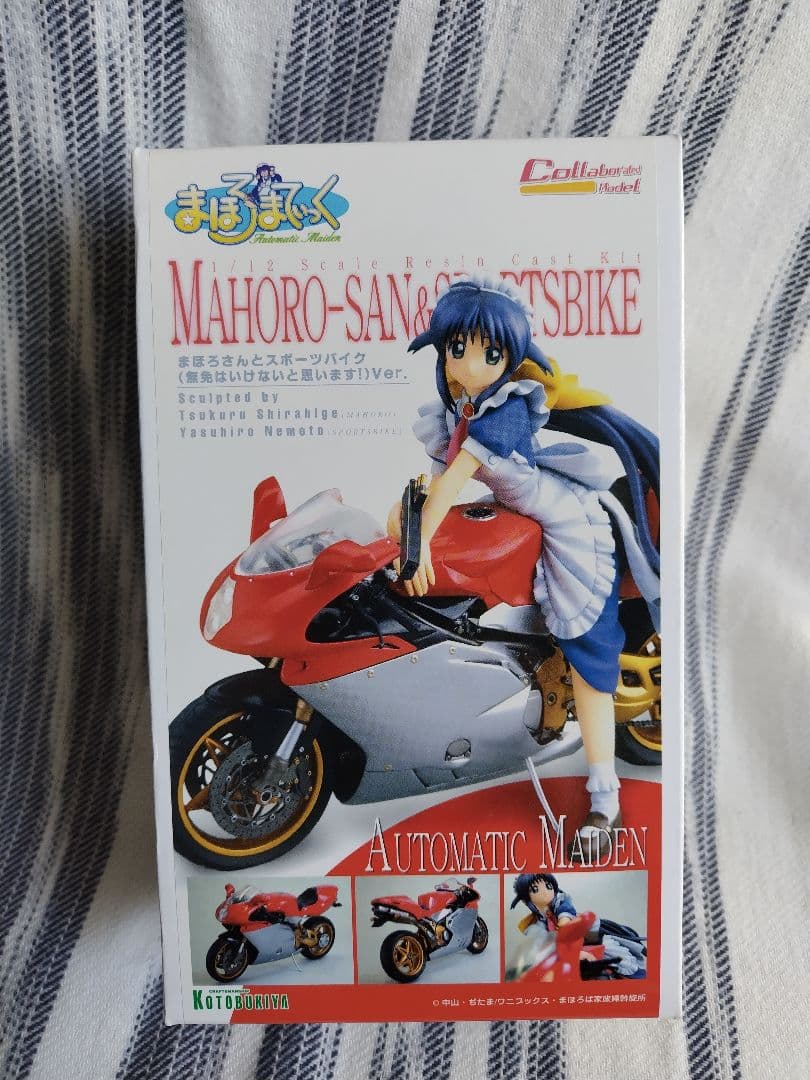 まほろまてぃっく
Automatic Maiden
Collaborated
Model
1/12 Scale Resin Cast Kit
MAHORO-SAN&SPORTSBIKE
まほろさんとスポーツバイク
(無免はいけないと思います!)Ver.
Sculpted by
Tsukuru Shirahige(MAHORO)
Yasuhiro Nemoto(SPORTSBIKE)
AUTOMATIC MAIDEN
CRAFTSMANSHIP
KOTOBUKIYA
©中山・ぢたま/ワニブックス・まほろば家政婦斡旋所